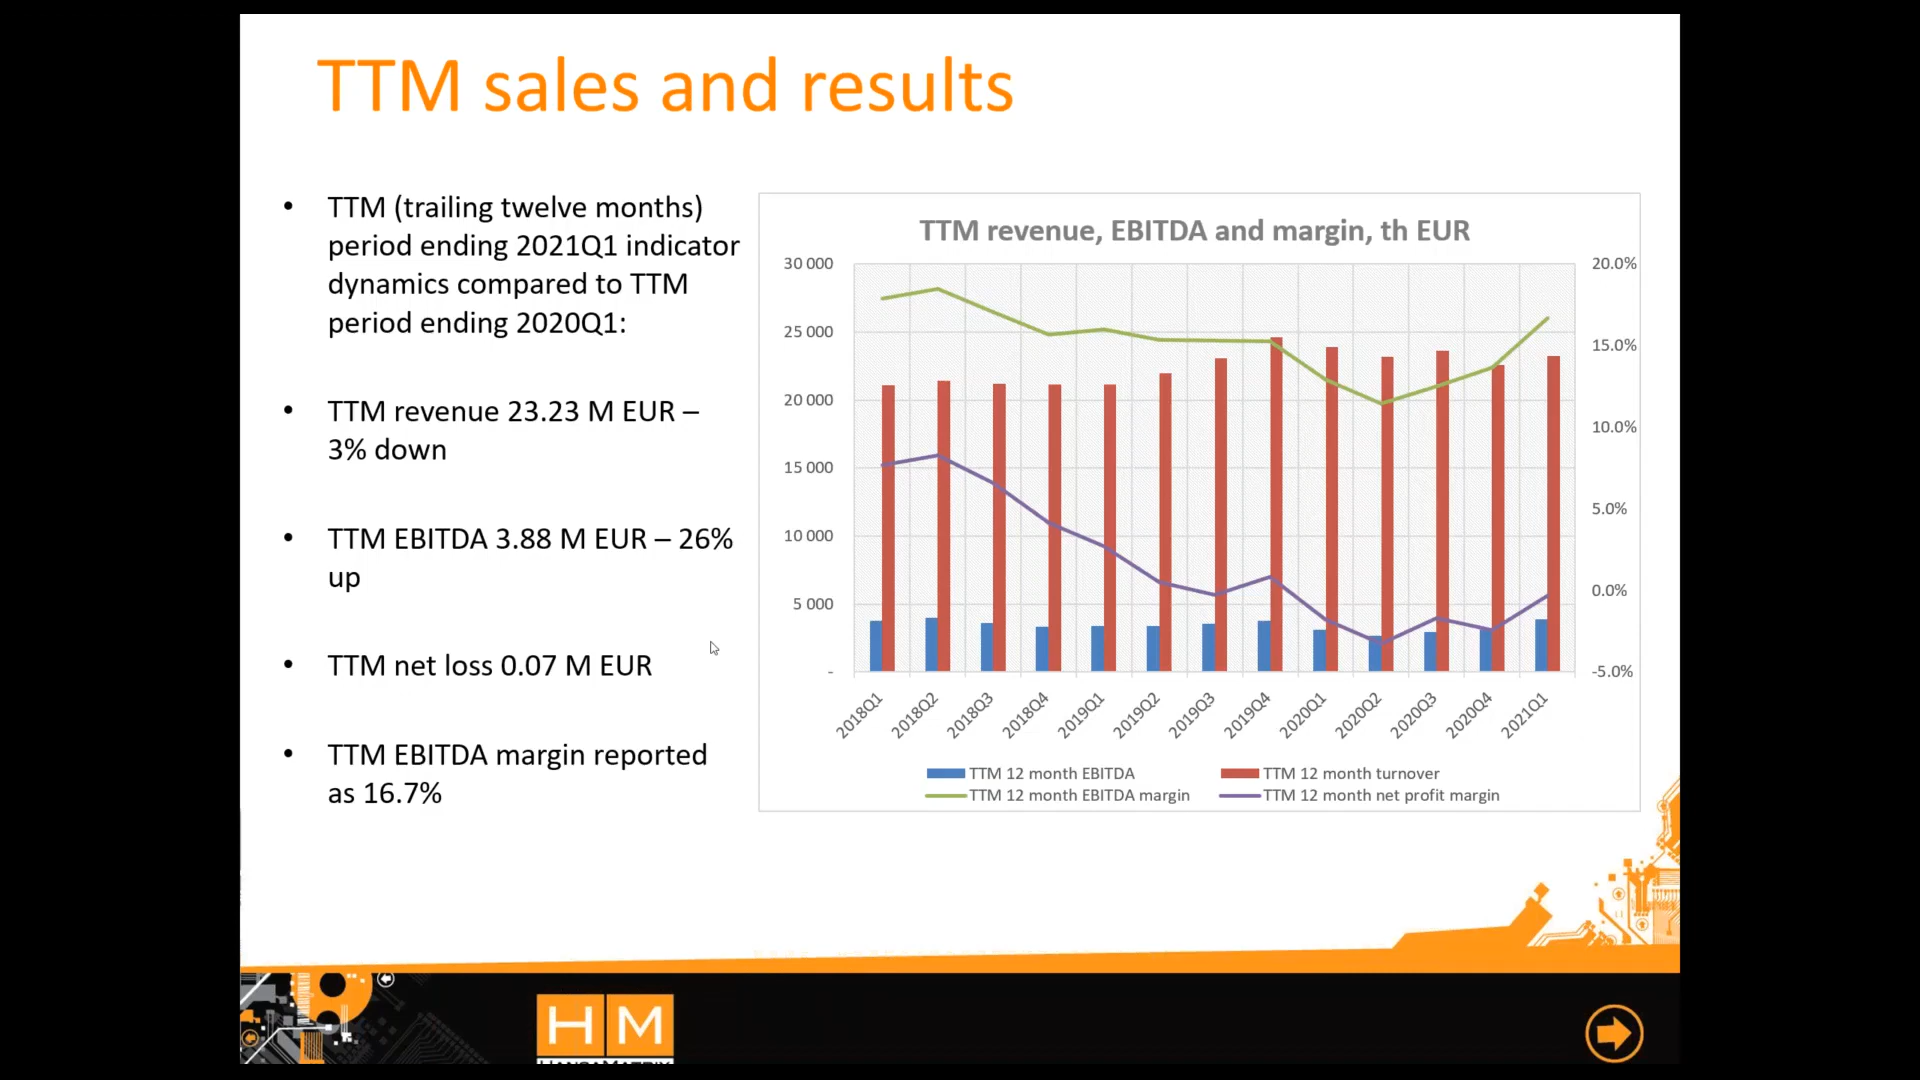 TTM sales and results
• TTM (trailing twelve months)
period ending 2021Q1 indicator
dynamics compared to TTM
period ending 2020Q1:
• TTM revenue 23.23 M EUR –
3% down
• TTM EBITDA 3.88 M EUR – 26%
up
• TTM net loss 0.07 M EUR
• TTM EBITDA margin reported
as 16.7%
TTM revenue, EBITDA and margin, th EUR
30 000
25 000
20 000
15 000
10 000
5 000
-
20.0%
15.0%
10.0%
5.0%
0.0%
-5.0%
2018Q1
2018Q2
2018Q3
2018Q4
2019Q1
2019Q2
2019Q3
2019Q4
2020Q1
2020Q2
2020Q3
2020Q4
2021Q1
TTM 12 month EBITDA
TTM 12 month turnover
TTM 12 month EBITDA margin
TTM 12 month net profit margin
HM
HANSAMATRIX